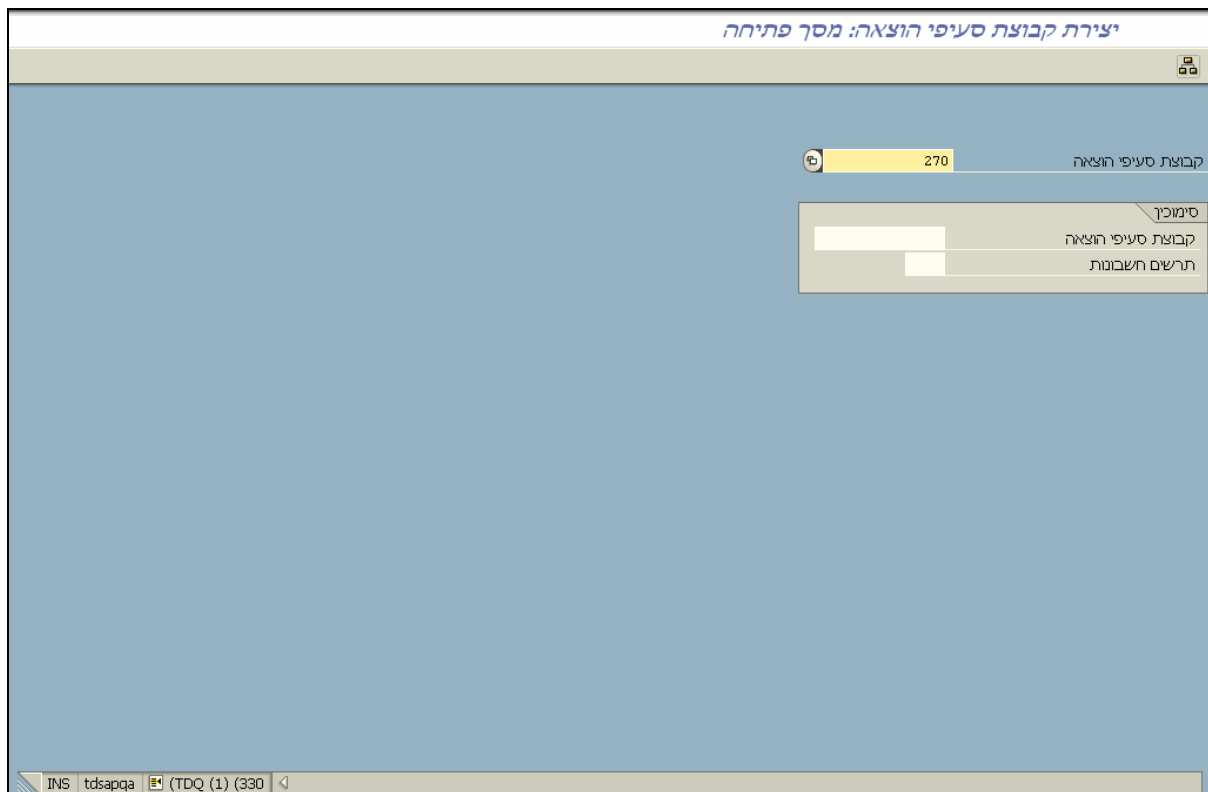 יצירת קבוצת סעיפי הוצאה: מסך פתיחה
קבוצת סעיפי הוצאה 270
סימוכין
קבוצת סעיפי הוצאה
תרשים חשבונות
INS tdsapqa (TDQ (1) (330